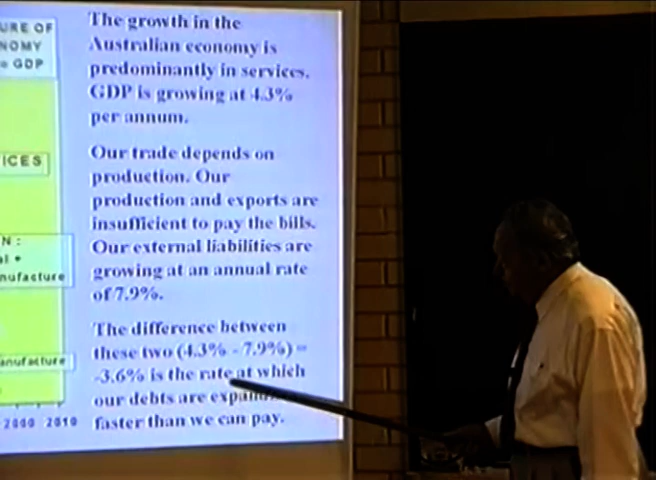 URE OF
NOMY
GDP
ICES
N :
al +
nufacture
anufacture
2000 2010
The growth in the
Australian economy is
predominantly in services.
GDP is growing at 4.3%
per annum.
Our trade depends on
production. Our
production and exports are
insufficient to pay the bills.
Our external liabilities are
growing at an annual rate
of 7.9%.
The difference between
these two (4.3% - 7.9%) =
-3.6% is the rate at which
our debts are expan
faster than we can pay.